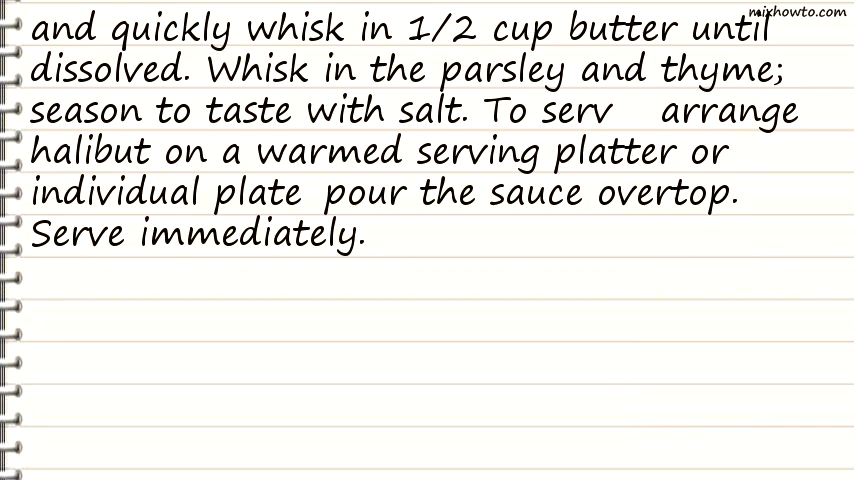 mixhowto.com
and quickly whisk in 1/2 cup butter until
dissolved. Whisk in the parsley and thyme;
season to taste with salt. To serv    arrange
halibut on a warmed serving platter or
individual plate  pour the sauce overtop.
Serve immediately.